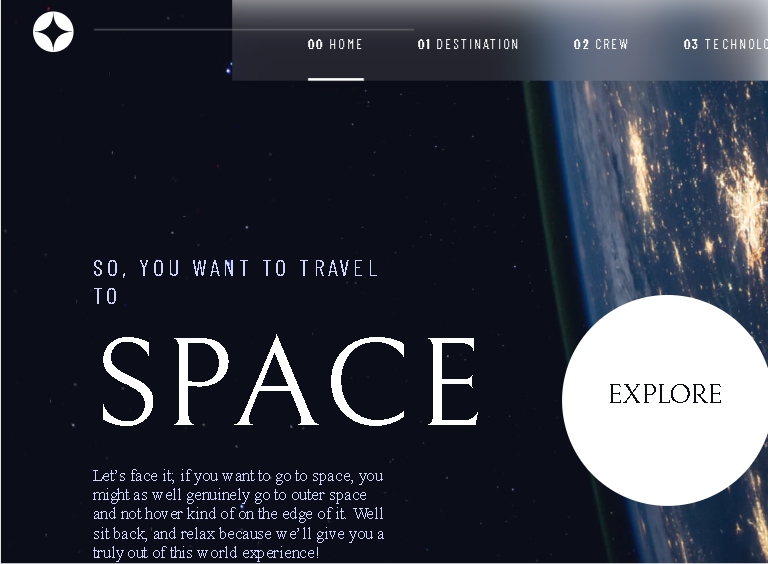 00 HOME 01 DESTINATION 02 CREW 03 TECHNOLO
SO, YOU WANT TO TRAVEL
TO
SPACE
EXPLORE
Let's face it, if you want to go to space, you
might as well genuinely go to outer space
and not hover kind of on the edge of it. Well
sit back, and relax because we'll give you a
truly out of this world experience!